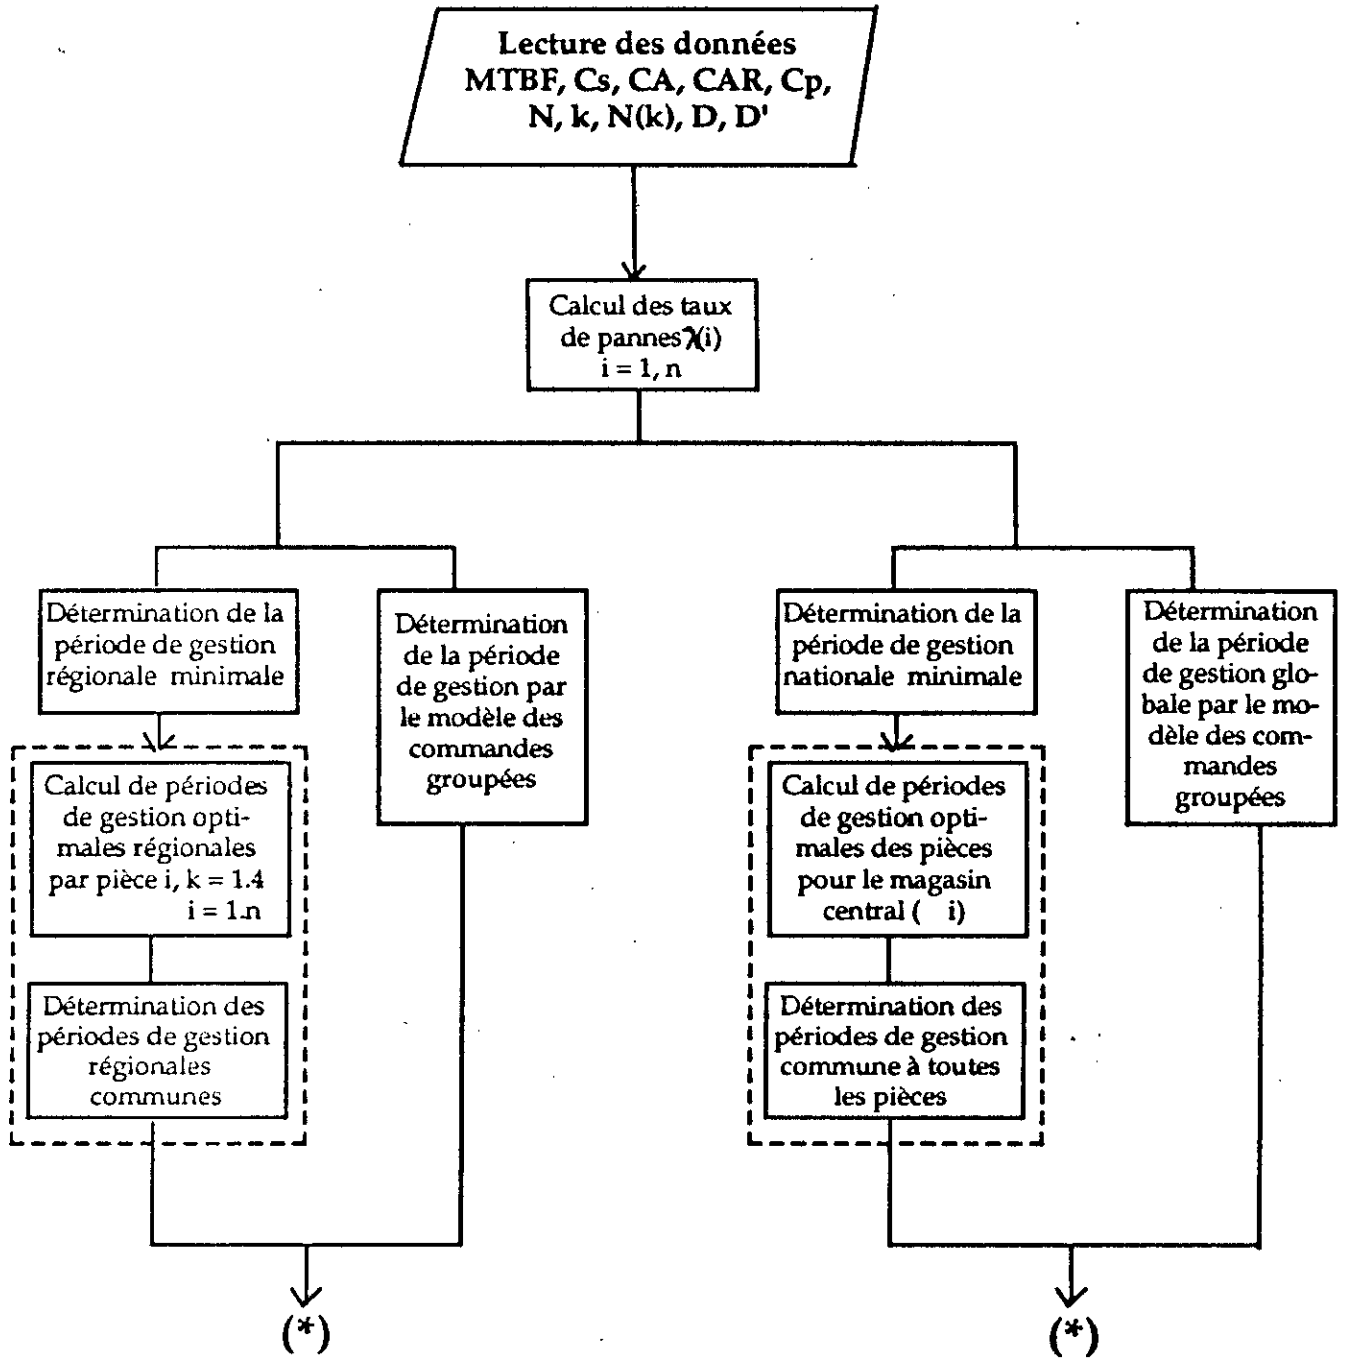 Lecture des données
MTBF, Cs, CA, CAR, Cp,
N, k, N(k), D, D'
Calcul des taux
de pannes λ(i)
i = 1, n
Détermination de la
période de gestion
régionale minimale
Détermination
de la période
de gestion par
le modèle des
commandes
groupées
Détermination de la
période de gestion
nationale minimale
Détermination
de la période
de gestion glo-
bale par le mo-
dèle des com-
mandes
groupées
Calcul de périodes
de gestion opti-
males régionales
par pièce i, k = 1.4
i = 1.n
Calcul de périodes
de gestion opti-
males des pièces
pour le magasin
central ( i)
Détermination des
périodes de gestion
régionales
communes
Détermination des
périodes de gestion
commune à toutes
les pièces
(*)
(*)